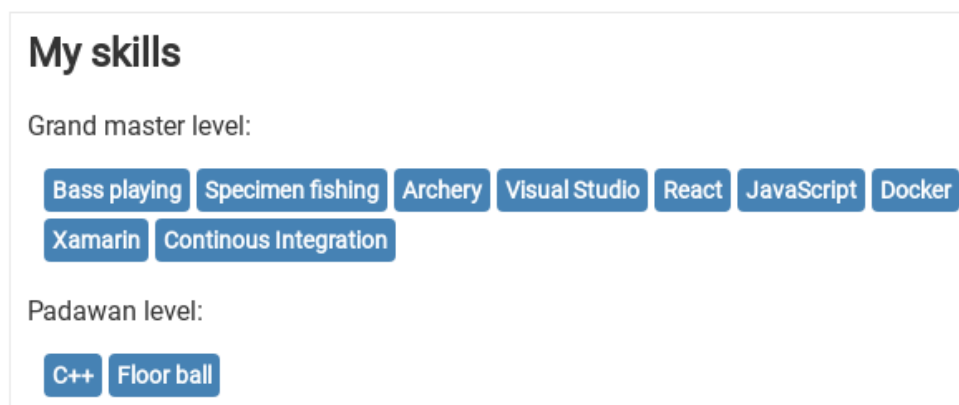 My skills
Grand master level:
Bass playing Specimen fishing Archery Visual Studio React JavaScript Docker
Xamarin Continous Integration
Padawan level:
C++ Floor ball